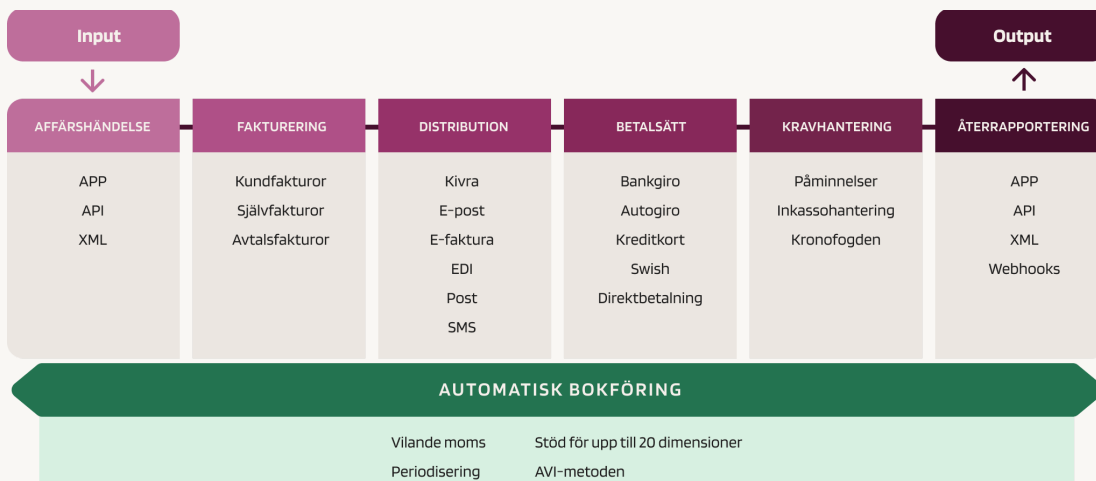 Input
Output
AFFÄRSHÄNDELSE
APP
API
XML
FAKTURERING
Kundfakturor
Självfakturor
Avtalsfakturor
DISTRIBUTION
Kivra
E-post
E-faktura
EDI
Post
SMS
BETALSÄTT
Bankgiro
Autogiro
Kreditkort
Swish
Direktbetalning
KRAVHANTERING
Påminnelser
Inkassohantering
Kronofogden
ÅTERRAPPORTERING
APP
API
XML
Webhooks
AUTOMATISK BOKFÖRING
Vilande moms
Periodisering
Stöd för upp till 20 dimensioner
AVI-metoden